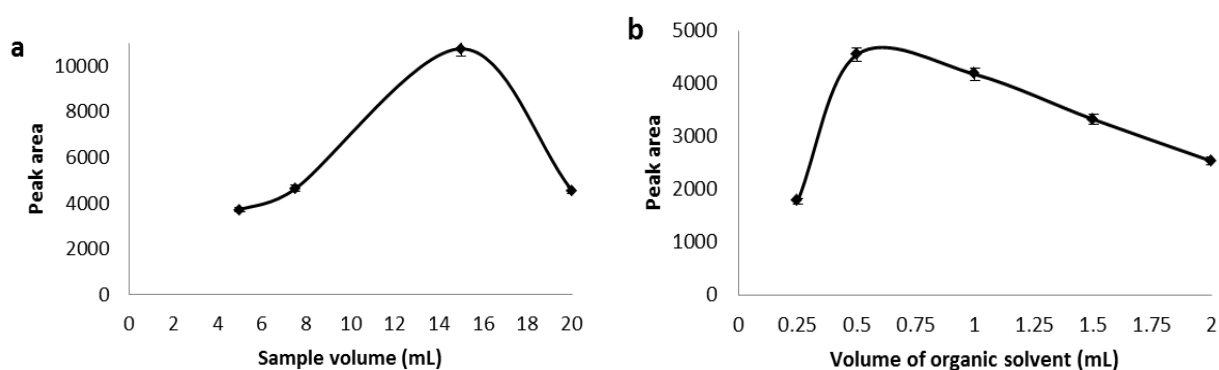 a
10000
8000
6000
4000
2000
0
Peak area
0 2 4 6 8 10 12 14 16 18 20
Sample volume (mL)
b
5000
4000
3000
2000
1000
0
Peak area
0 0.25 0.5 0.75 1 1.25 1.5 1.75 2
Volume of organic solvent (mL)